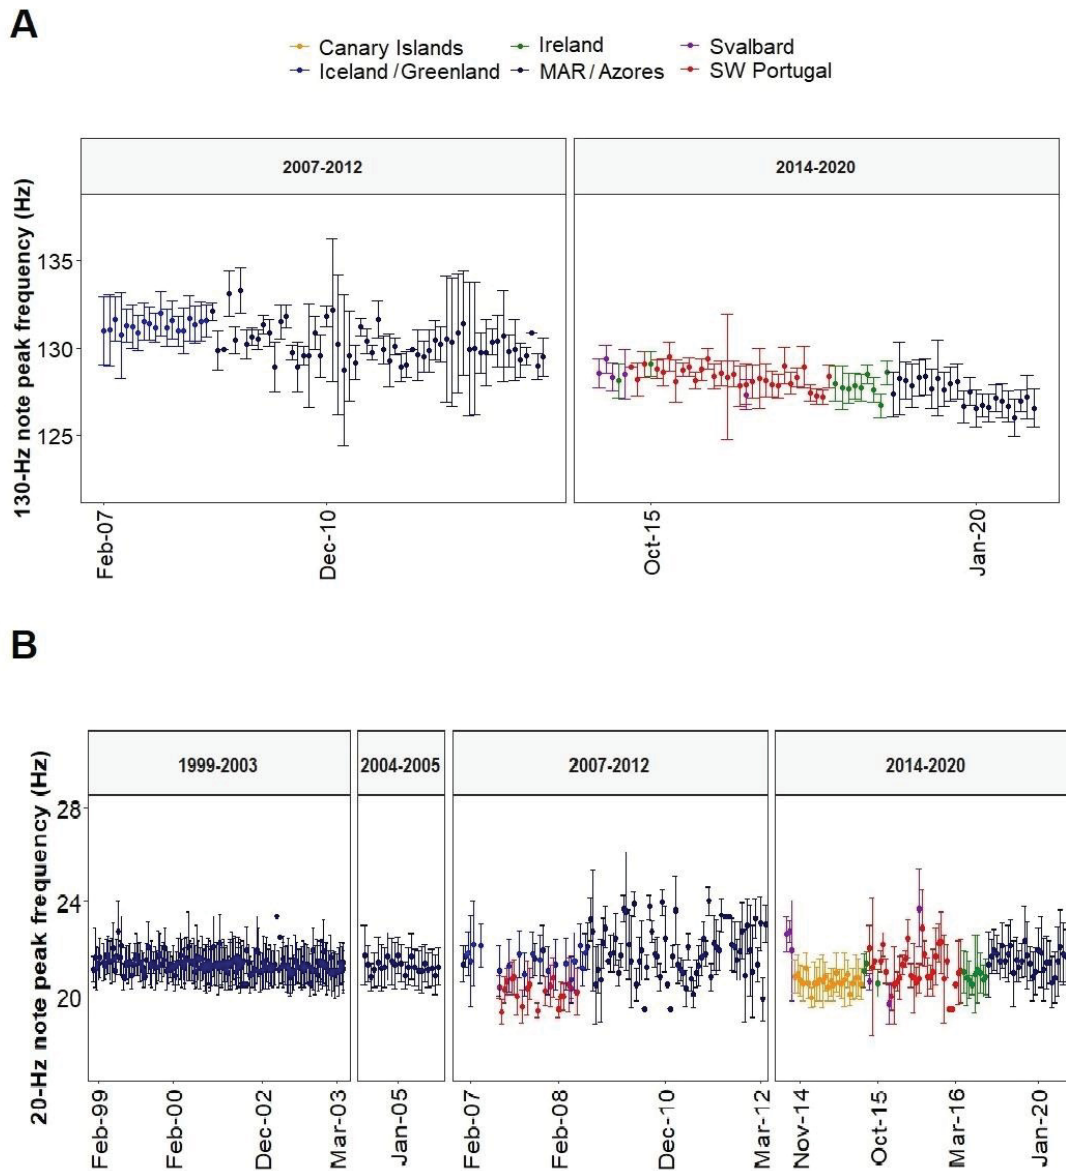 A
Canary Islands Ireland Svalbard
Iceland / Greenland MAR / Azores SW Portugal
2007-2012 2014-2020
130-Hz note peak frequency (Hz)
135
130
125
Feb-07 Dec-10 Oct-15 Jan-20
B
1999-2003 2004-2005 2007-2012 2014-2020
20-Hz note peak frequency (Hz)
28
24
20
Feb-99 Feb-00 Dec-02 Mar-03 Jan-05 Feb-07 Feb-08 Dec-10 Mar-12 Nov-14 Oct-15 Mar-16 Jan-20